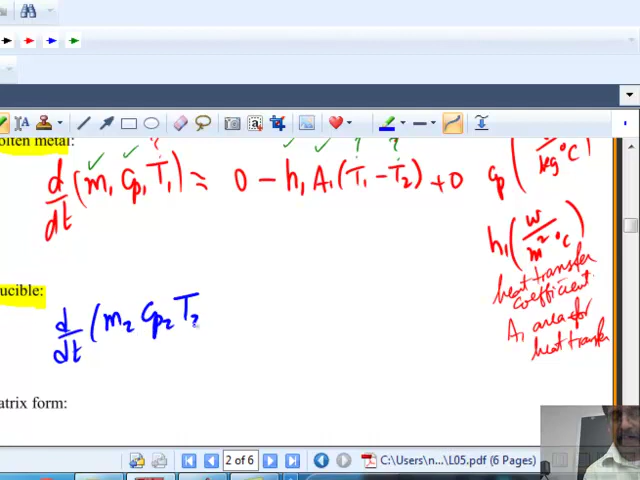 olten metal:
? ? ?
d/dt (m₁ Cp₁ T₁) = 0 - h₁ A₁ (T₁ - T₂) + 0
Cp ( /kg °C)
h₁ (W/m² °C)
heat transfer
coefficient.
A₁ area for
heat transfer
ucible:
d/dt (m₂ Cp₂ T₂
atrix form:
2 of 6
C:\Users\n...\L05.pdf (6 Pages)